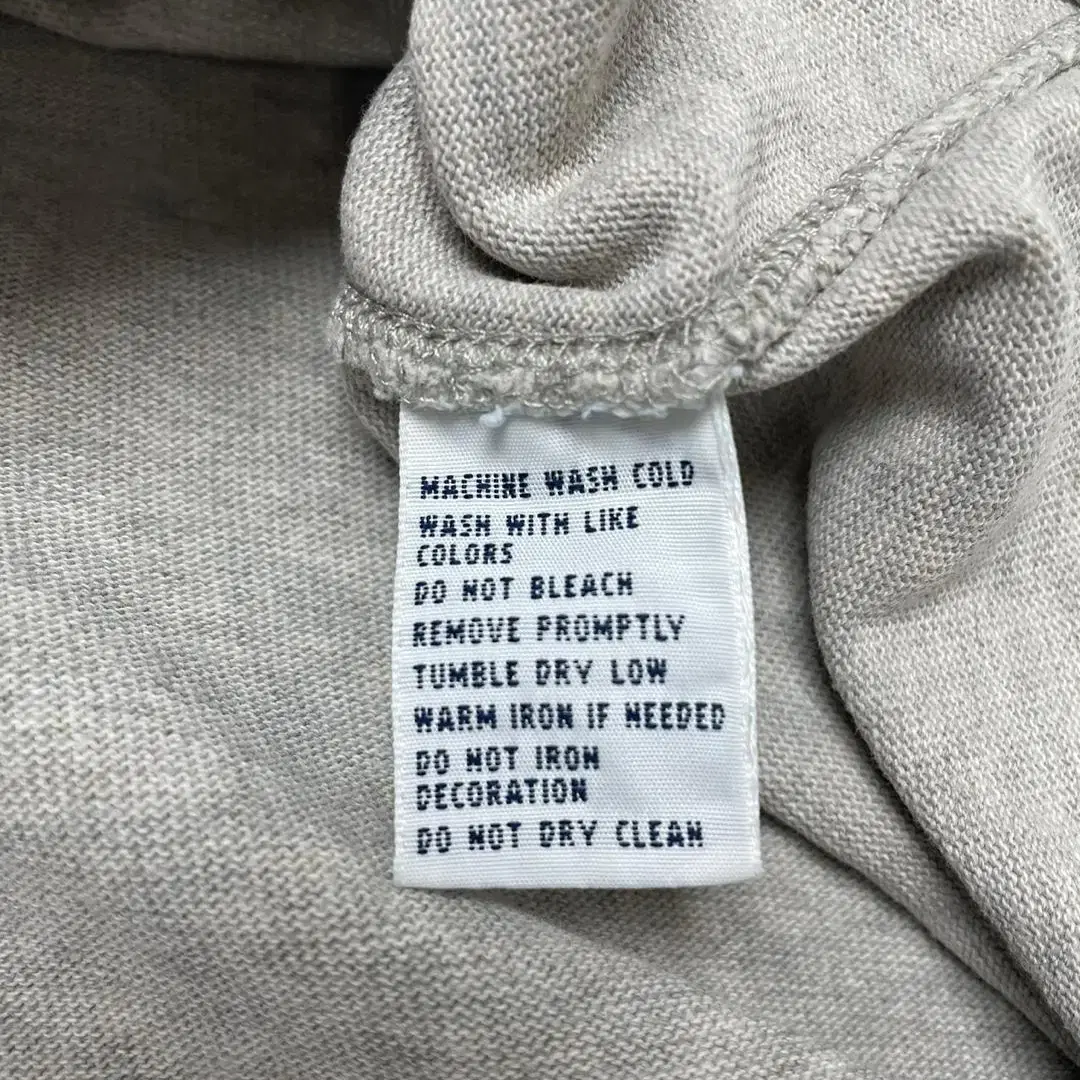 MACHINE WASH COLD
WASH WITH LIKE
COLORS
DO NOT BLEACH
REMOVE PROMPTLY
TUMBLE DRY LOW
WARM IRON IF NEEDED
DO NOT IRON
DECORATION
DO NOT DRY CLEAN